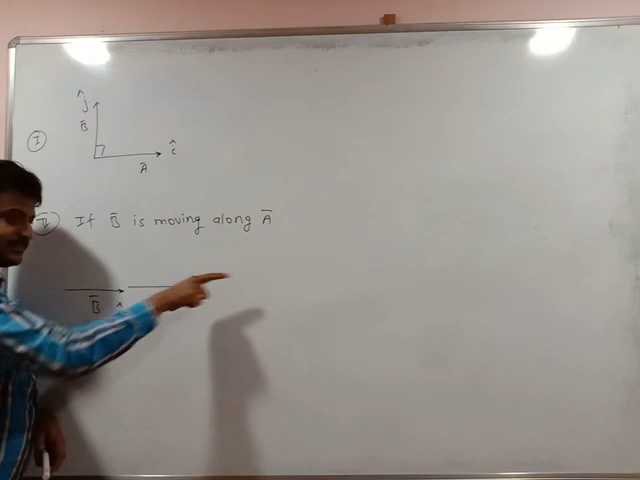 ĵ
B̄
I
î
Ā
II If B̄ is moving along Ā
B̄